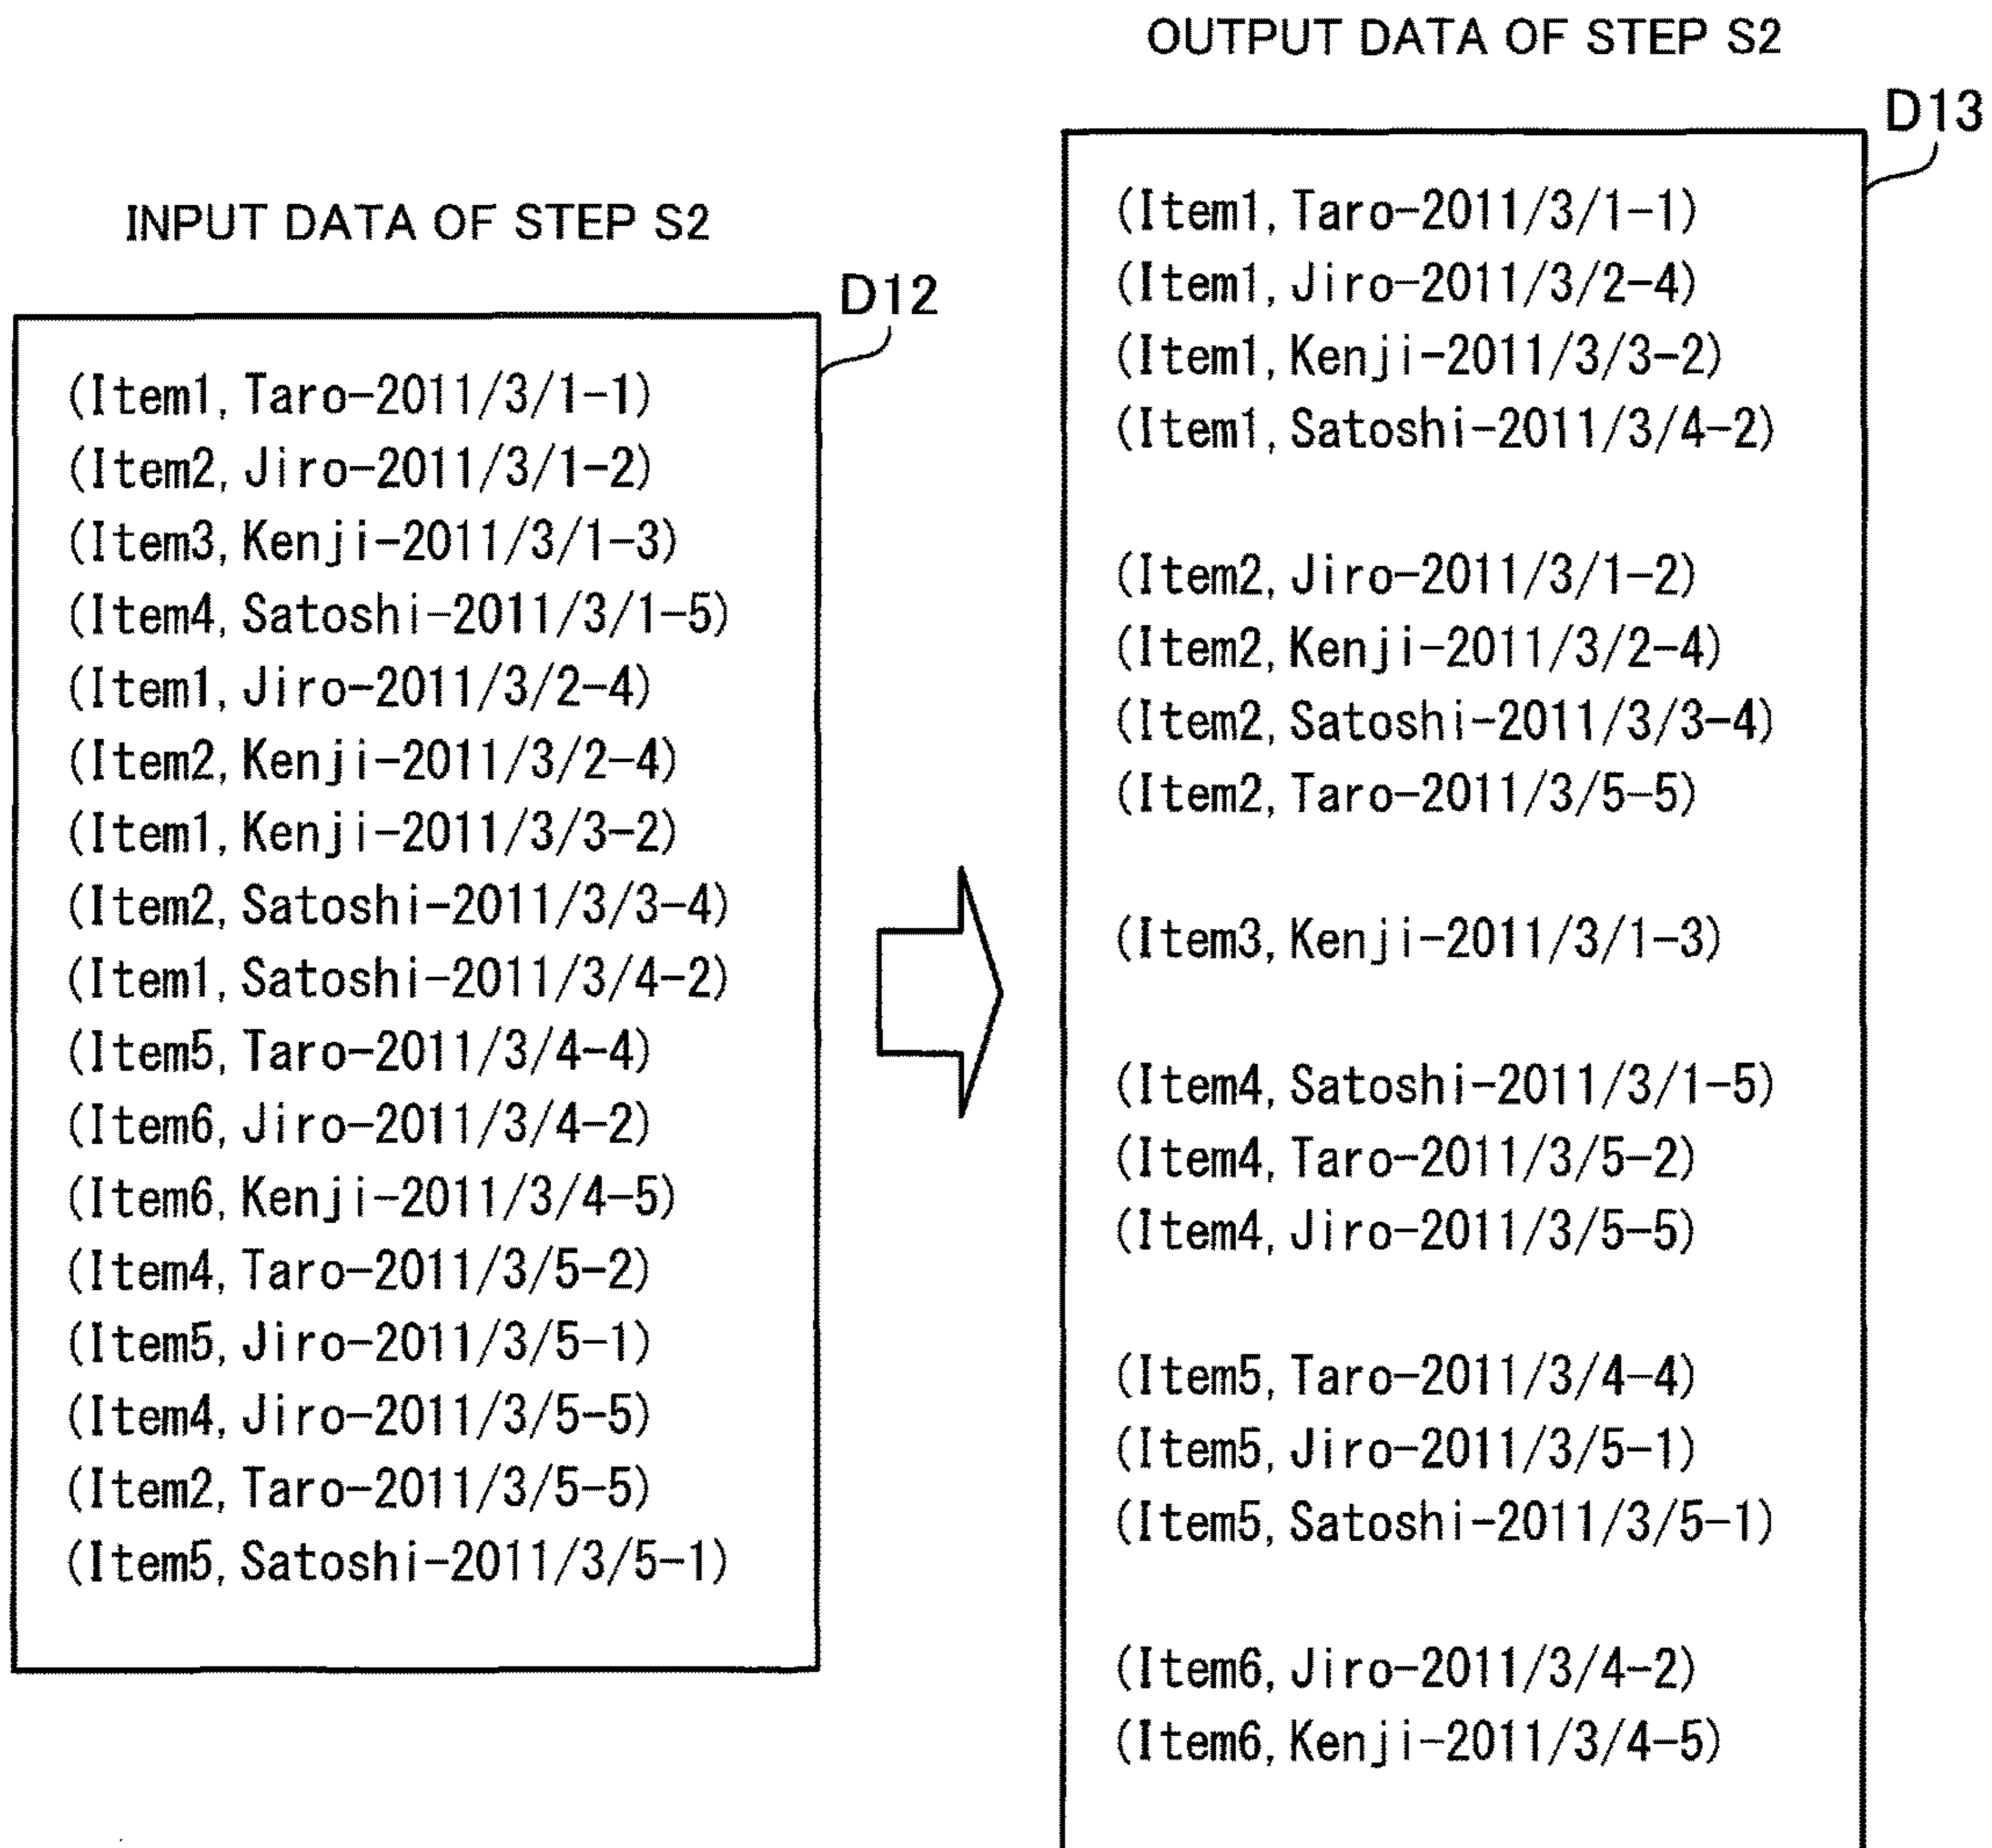 INPUT DATA OF STEP S2
D12
(Item1, Taro-2011/3/1-1)
(Item2, Jiro-2011/3/1-2)
(Item3, Kenji-2011/3/1-3)
(Item4, Satoshi-2011/3/1-5)
(Item1, Jiro-2011/3/2-4)
(Item2, Kenji-2011/3/2-4)
(Item1, Kenji-2011/3/3-2)
(Item2, Satoshi-2011/3/3-4)
(Item1, Satoshi-2011/3/4-2)
(Item5, Taro-2011/3/4-4)
(Item6, Jiro-2011/3/4-2)
(Item6, Kenji-2011/3/4-5)
(Item4, Taro-2011/3/5-2)
(Item5, Jiro-2011/3/5-1)
(Item4, Jiro-2011/3/5-5)
(Item2, Taro-2011/3/5-5)
(Item5, Satoshi-2011/3/5-1)
OUTPUT DATA OF STEP S2
D13
(Item1, Taro-2011/3/1-1)
(Item1, Jiro-2011/3/2-4)
(Item1, Kenji-2011/3/3-2)
(Item1, Satoshi-2011/3/4-2)
(Item2, Jiro-2011/3/1-2)
(Item2, Kenji-2011/3/2-4)
(Item2, Satoshi-2011/3/3-4)
(Item2, Taro-2011/3/5-5)
(Item3, Kenji-2011/3/1-3)
(Item4, Satoshi-2011/3/1-5)
(Item4, Taro-2011/3/5-2)
(Item4, Jiro-2011/3/5-5)
(Item5, Taro-2011/3/4-4)
(Item5, Jiro-2011/3/5-1)
(Item5, Satoshi-2011/3/5-1)
(Item6, Jiro-2011/3/4-2)
(Item6, Kenji-2011/3/4-5)